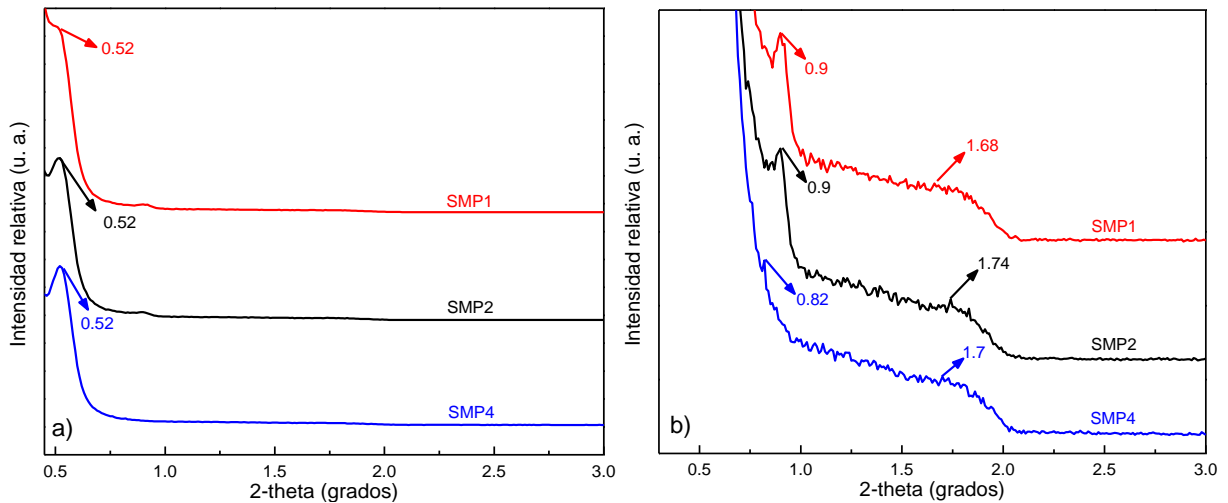 Intensidad relativa (u. a.)
0.52
SMP1
0.52
SMP2
0.52
SMP4
a)
0.5 1.0 1.5 2.0 2.5 3.0
2-theta (grados)
Intensidad relativa (u. a.)
0.9
1.68
SMP1
0.9
1.74
SMP2
0.82
1.7
SMP4
b)
0.5 1.0 1.5 2.0 2.5 3.0
2-theta (grados)